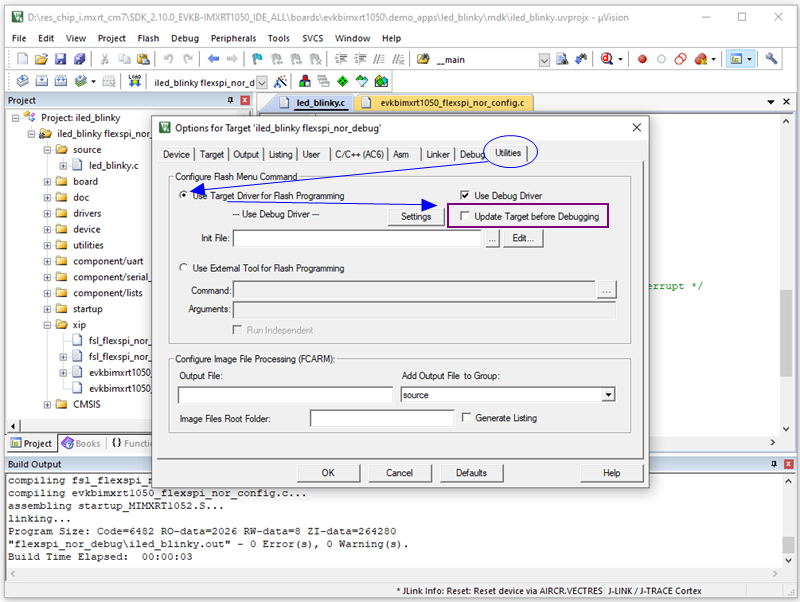 D:\res_chip_i.mxrt_cm7\SDK_2.10.0_EVKB-IMXRT1050_IDE_ALL\boards\evkbimxrt1050\demo_apps\led_blinky\mdk\iled_blinky.uvprojx - µVision
File Edit View Project Flash Debug Peripherals Tools SVCS Window Help
__main
LOAD
iled_blinky flexspi_nor_d
Project
led_blinky.c
evkbimxrt1050_flexspi_nor_config.c
Project: iled_blinky
iled_blinky flexspi_nor_
source
led_blinky.c
board
doc
drivers
device
utilities
component/uart
component/serial_
component/lists
startup
xip
fsl_flexspi_nor_
fsl_flexspi_nor_
evkbimxrt1050_
evkbimxrt1050_
CMSIS
errupt */
Options for Target 'iled_blinky flexspi_nor_debug'
Device Target Output Listing User C/C++ (AC6) Asm Linker Debug Utilities
Configure Flash Menu Command
Use Target Driver for Flash Programming
Use Debug Driver
--- Use Debug Driver ---
Settings
Update Target before Debugging
Init File:
...
Edit...
Use External Tool for Flash Programming
Command:
...
Arguments:
Run Independent
Configure Image File Processing (FCARM):
Output File:
Add Output File to Group:
source
Image Files Root Folder:
Generate Listing
OK Cancel Defaults Help
Project Books {} Functi
Build Output
compiling fsl_flexspi_n
compiling evkbimxrt1050_flexspi_nor_config.c...
assembling startup_MIMXRT1052.S...
linking...
Program Size: Code=6482 RO-data=2026 RW-data=8 ZI-data=264280
"flexspi_nor_debug\iled_blinky.out" - 0 Error(s), 0 Warning(s).
Build Time Elapsed: 00:00:03
* JLink Info: Reset: Reset device via AIRCR.VECTRES
J-LINK / J-TRACE Cortex